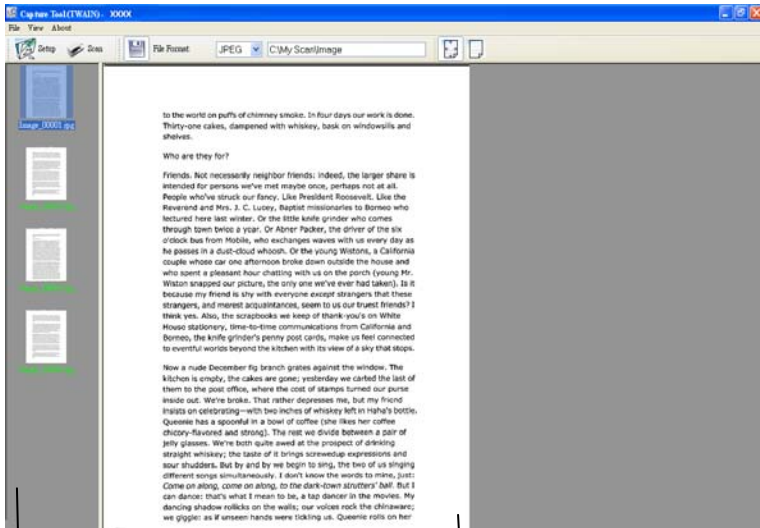 Capture Tool(TWAIN) - XXXX
File View About
Setup Scan File Format: JPEG C:\My Scan\Image
Image_00001.jpg
to the world on puffs of chimney smoke. In four days our work is done.
Thirty-one cakes, dampened with whiskey, bask on windowsills and
shelves.
Who are they for?
Friends. Not necessarily neighbor friends: indeed, the larger share is
intended for persons we've met maybe once, perhaps not at all.
People who've struck our fancy. Like President Roosevelt. Like the
Reverend and Mrs. J. C. Lucey, Baptist missionaries to Borneo who
lectured here last winter. Or the little knife grinder who comes
through town twice a year. Or Abner Packer, the driver of the six
o'clock bus from Mobile, who exchanges waves with us every day as
he passes in a dust-cloud whoosh. Or the young Wistons, a California
couple whose car one afternoon broke down outside the house and
who spent a pleasant hour chatting with us on the porch (young Mr.
Wiston snapped our picture, the only one we've ever had taken). Is it
because my friend is shy with everyone except strangers that these
strangers, and merest acquaintances, seem to us our truest friends? I
think yes. Also, the scrapbooks we keep of thank-you's on White
House stationery, time-to-time communications from California and
Borneo, the knife grinder's penny post cards, make us feel connected
to eventful worlds beyond the kitchen with its view of a sky that stops.
Now a nude December fig branch grates against the window. The
kitchen is empty, the cakes are gone; yesterday we carted the last of
them to the post office, where the cost of stamps turned our purse
inside out. We're broke. That rather depresses me, but my friend
insists on celebrating—with two inches of whiskey left in Haha's bottle.
Queenie has a spoonful in a bowl of coffee (she likes her coffee
chicory-flavored and strong). The rest we divide between a pair of
jelly glasses. We're both quite awed at the prospect of drinking
straight whiskey; the taste of it brings screwedup expressions and
sour shudders. But by and by we begin to sing, the two of us singing
different songs simultaneously. I don't know the words to mine, just:
Come on along, come on along, to the dark-town strutters' ball. But I
can dance: that's what I mean to be, a tap dancer in the movies. My
dancing shadow rollicks on the walls; our voices rock the chinaware;
we giggle: as if unseen hands were tickling us. Queenie rolls on her